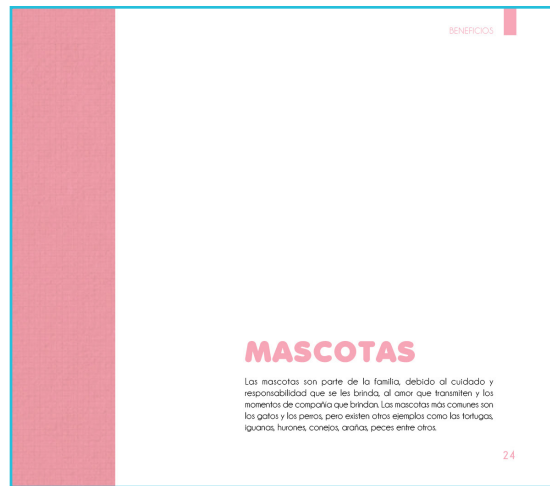 BENEFICIOS
MASCOTAS
Las mascotas son parte de la familia, debido al cuidado y
responsabilidad que se les brinda, al amor que transmiten y los
momentos de compañia que brindan. Las mascotas más comunes son
los gatos y los perros, pero existen otros ejemplos como las tortugas,
iguanas, hurones, conejos, arañas, peces entre otros.
24